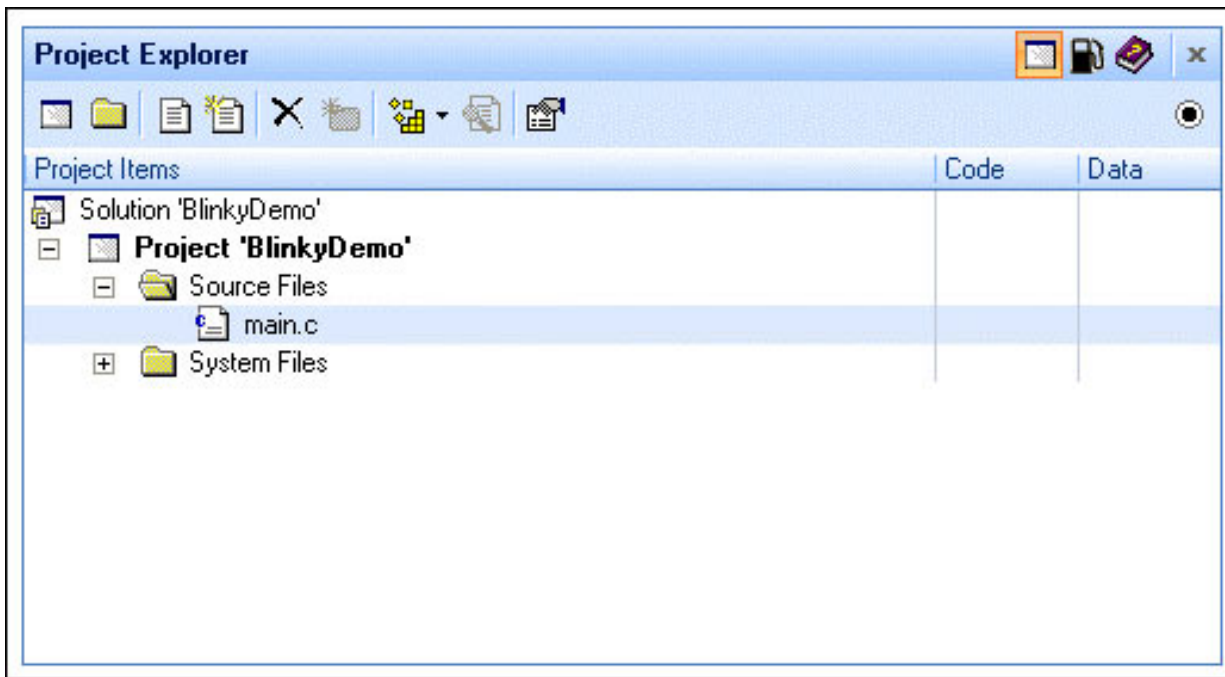 Project Explorer
Project Items Code Data
Solution 'BlinkyDemo'
Project 'BlinkyDemo'
Source Files
main.c
System Files